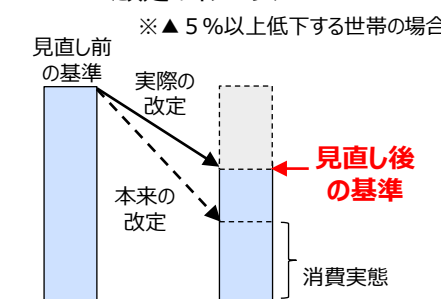 ※▲５％以上低下する世帯の場合
見直し前
の基準
実際の
改定
見直し後
の基準
本来の
改定
消費実態